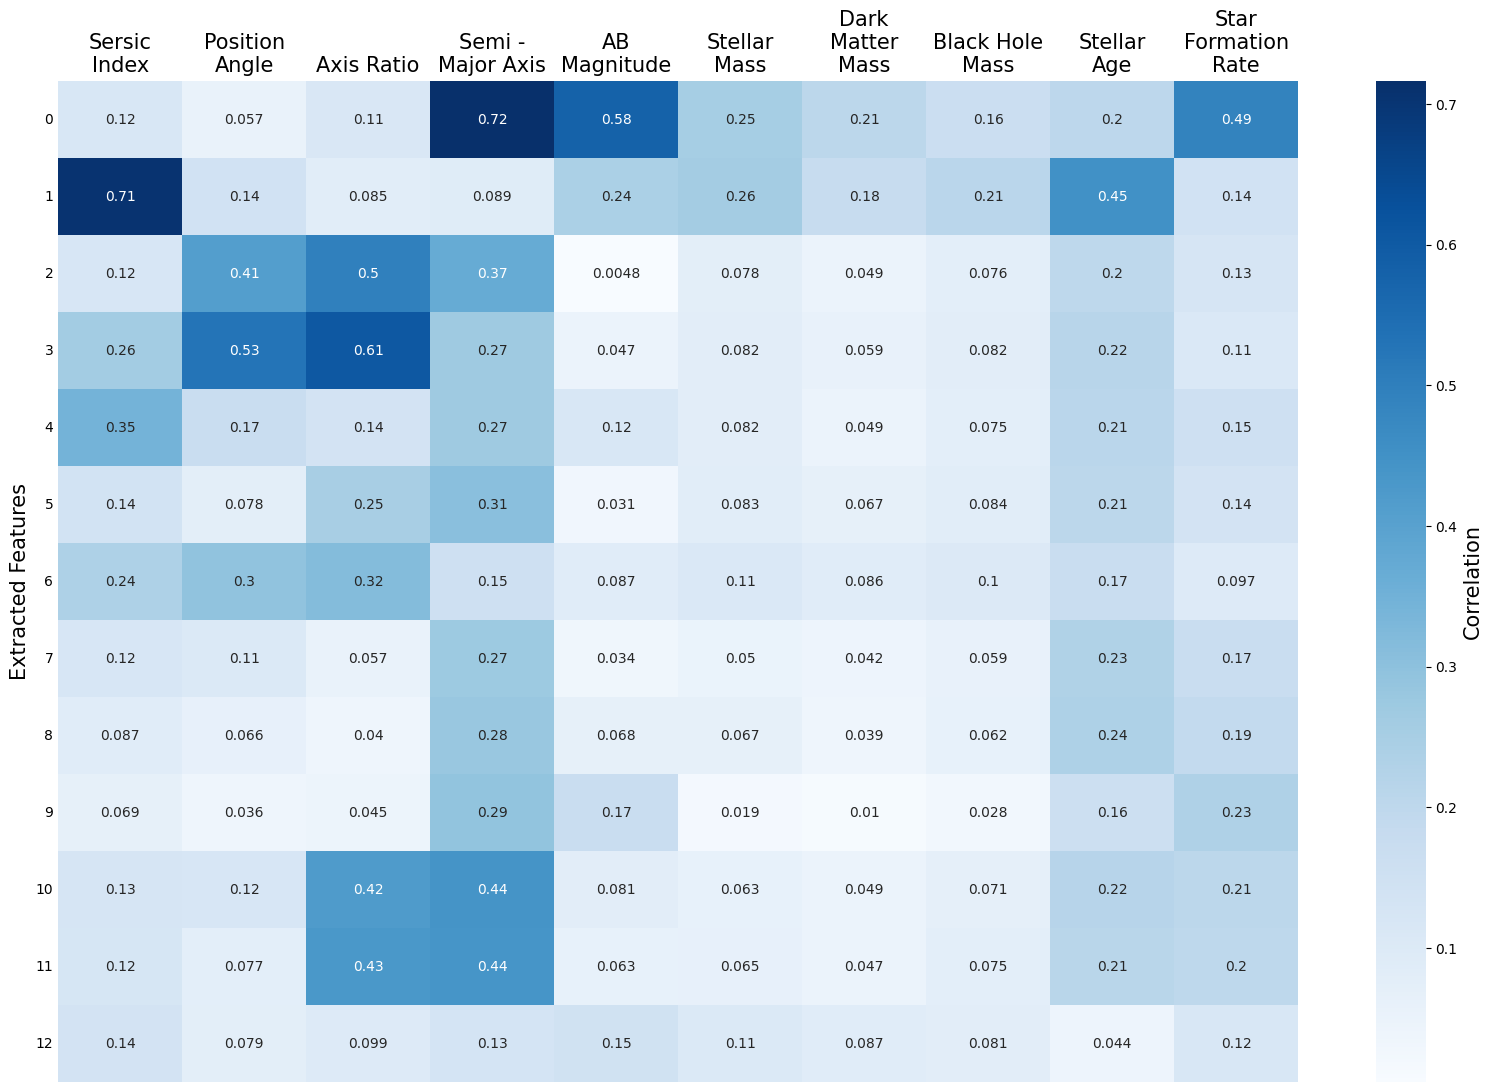 Sersic
Index
Position
Angle
Axis Ratio
Semi -
Major Axis
AB
Magnitude
Stellar
Mass
Dark
Matter
Mass
Black Hole
Mass
Stellar
Age
Star
Formation
Rate
0 0.12 0.057 0.11 0.72 0.58 0.25 0.21 0.16 0.2 0.49
1 0.71 0.14 0.085 0.089 0.24 0.26 0.18 0.21 0.45 0.14
2 0.12 0.41 0.5 0.37 0.0048 0.078 0.049 0.076 0.2 0.13
3 0.26 0.53 0.61 0.27 0.047 0.082 0.059 0.082 0.22 0.11
4 0.35 0.17 0.14 0.27 0.12 0.082 0.049 0.075 0.21 0.15
5 0.14 0.078 0.25 0.31 0.031 0.083 0.067 0.084 0.21 0.14
6 0.24 0.3 0.32 0.15 0.087 0.11 0.086 0.1 0.17 0.097
7 0.12 0.11 0.057 0.27 0.034 0.05 0.042 0.059 0.23 0.17
8 0.087 0.066 0.04 0.28 0.068 0.067 0.039 0.062 0.24 0.19
9 0.069 0.036 0.045 0.29 0.17 0.019 0.01 0.028 0.16 0.23
10 0.13 0.12 0.42 0.44 0.081 0.063 0.049 0.071 0.22 0.21
11 0.12 0.077 0.43 0.44 0.063 0.065 0.047 0.075 0.21 0.2
12 0.14 0.079 0.099 0.13 0.15 0.11 0.087 0.081 0.044 0.12
Extracted Features
0.7
0.6
0.5
0.4
0.3
0.2
0.1
Correlation